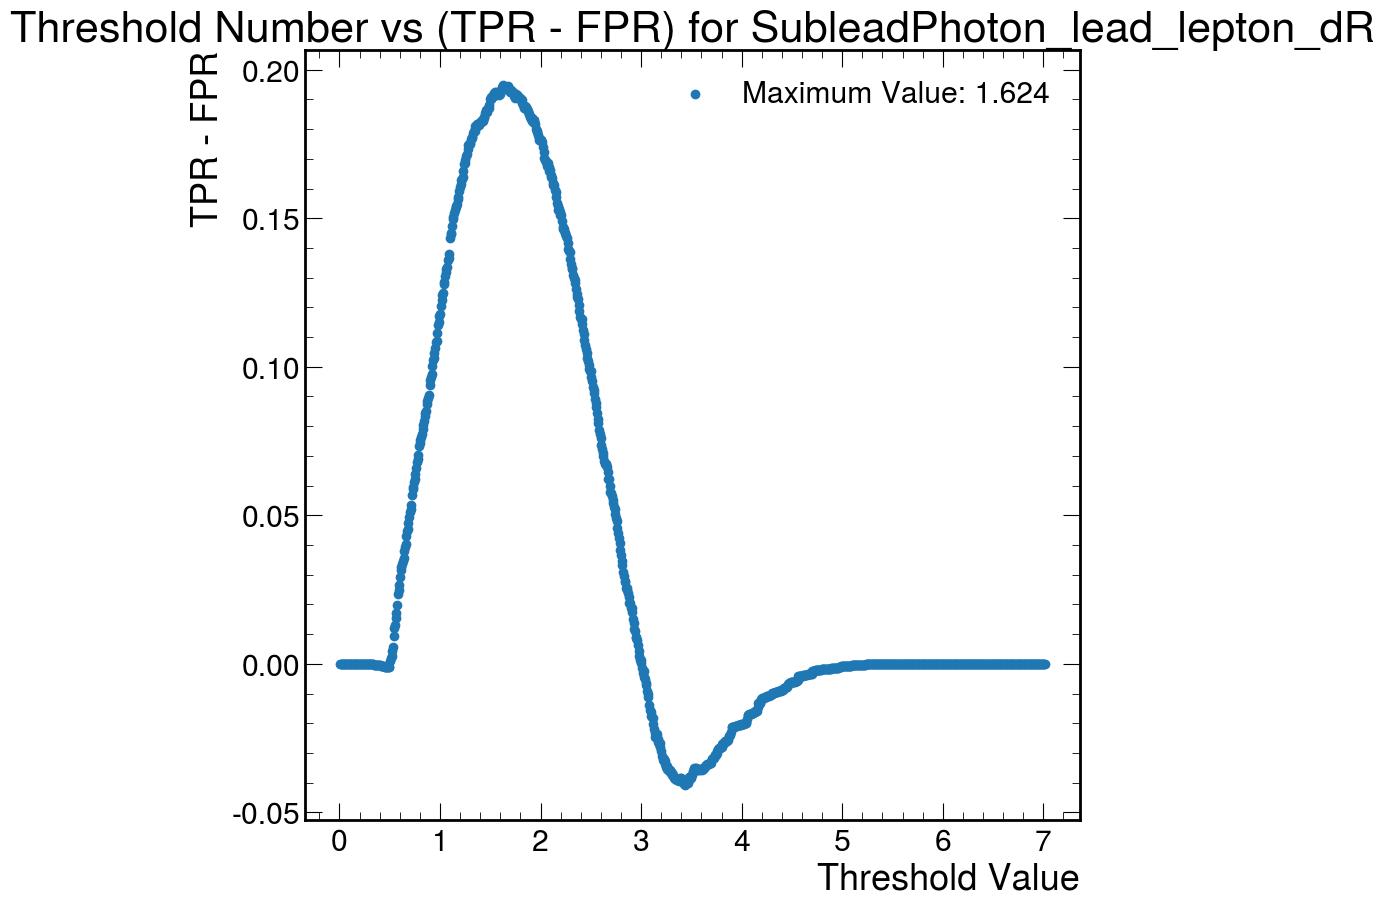 Threshold Number vs (TPR - FPR) for SubleadPhoton_lead_lepton_dR
TPR - FPR
Maximum Value: 1.624
0.20
0.15
0.10
0.05
0.00
-0.05
0 1 2 3 4 5 6 7
Threshold Value